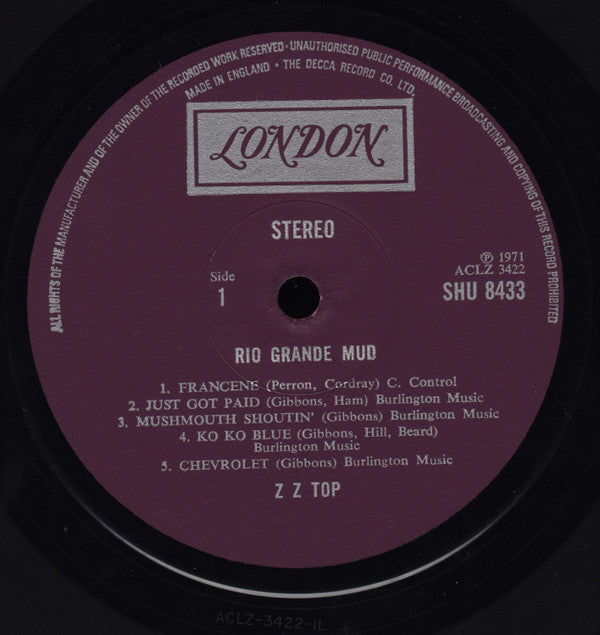 ALL RIGHTS OF THE MANUFACTURER AND OF THE OWNER OF THE RECORDED WORK RESERVED · UNAUTHORISED PUBLIC PERFORMANCE BROADCASTING AND COPYING OF THIS RECORD PROHIBITED
MADE IN ENGLAND · THE DECCA RECORD CO. LTD.
LONDON
STEREO
Side
1
℗ 1971
ACLZ 3422
SHU 8433
RIO GRANDE MUD
1. FRANCENE (Perron, Cordray) C. Control
2. JUST GOT PAID (Gibbons, Ham) Burlington Music
3. MUSHMOUTH SHOUTIN' (Gibbons) Burlington Music
4. KO KO BLUE (Gibbons, Hill, Beard)
Burlington Music
5. CHEVROLET (Gibbons) Burlington Music
Z Z TOP
ACLZ-3422-1L